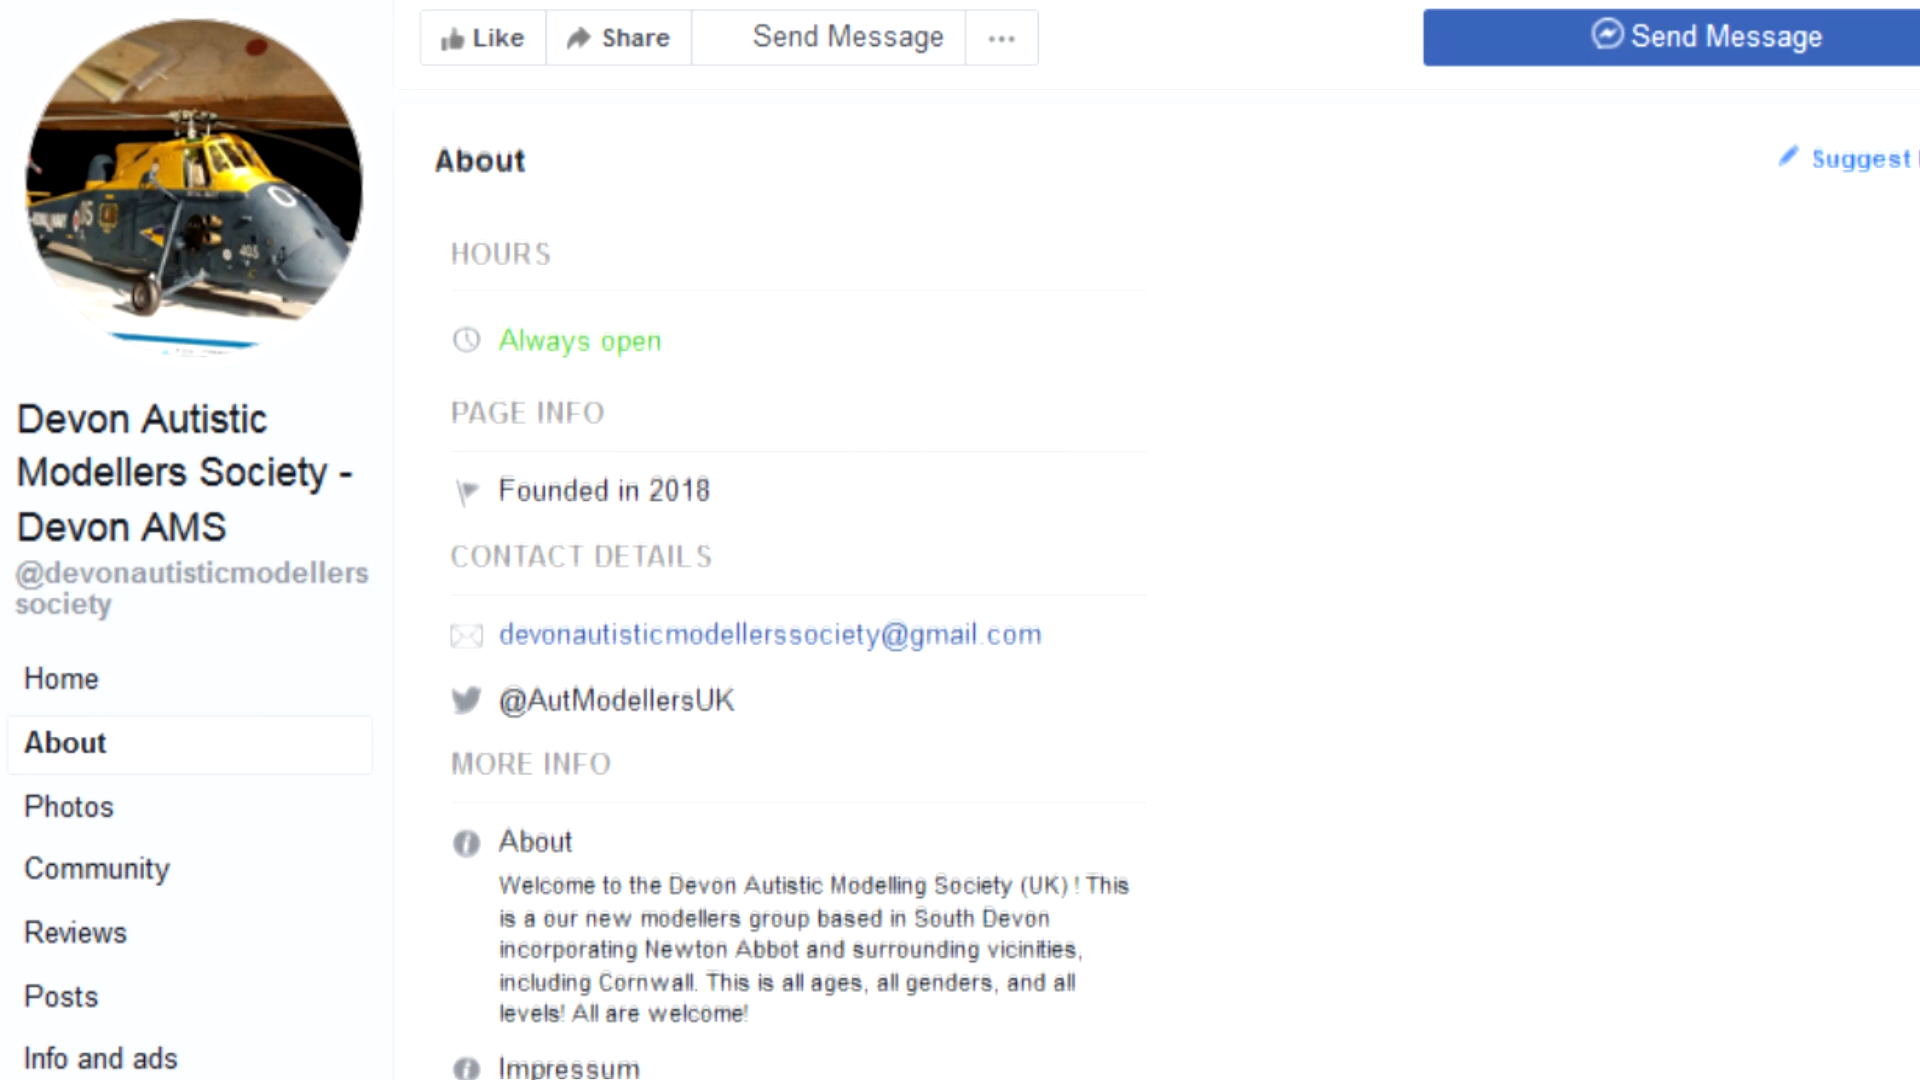 Like Share Send Message ...
Send Message
About
Suggest
HOURS
Always open
PAGE INFO
Founded in 2018
CONTACT DETAILS
devonautisticmodellerssociety@gmail.com
@AutModellersUK
MORE INFO
About
Welcome to the Devon Autistic Modelling Society (UK) ! This
is a our new modellers group based in South Devon
incorporating Newton Abbot and surrounding vicinities,
including Cornwall. This is all ages, all genders, and all
levels! All are welcome!
Impressum
05
405
Devon Autistic
Modellers Society -
Devon AMS
@devonautisticmodellers
society
Home
About
Photos
Community
Reviews
Posts
Info and ads